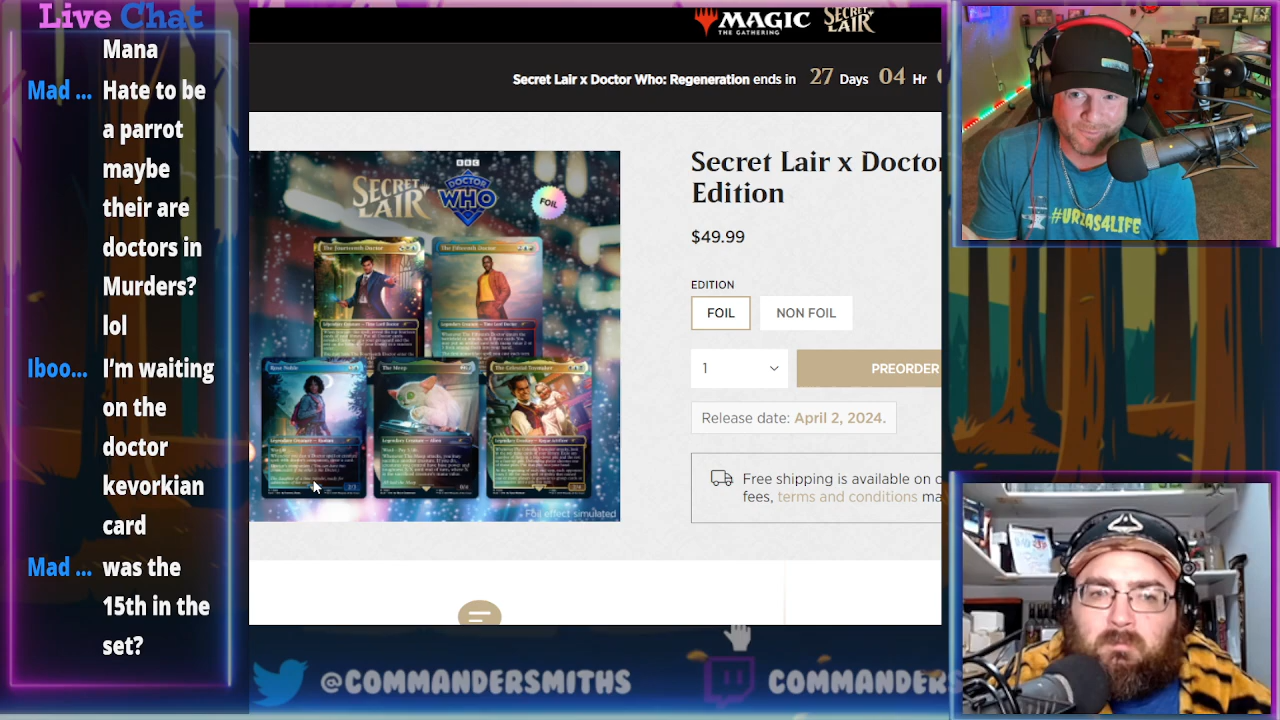 Live Chat
Mana
Mad ... Hate to be
a parrot
maybe
their are
doctors in
Murders?
lol
Iboo... I'm waiting
on the
doctor
kevorkian
card
Mad ... was the
15th in the
set?
MAGIC
THE GATHERING
SECRET
LAIR
Secret Lair x Doctor Who: Regeneration ends in 27 Days 04 Hr
BBC
SECRET
LAIR
DOCTOR
WHO
FOIL
The Fourteenth Doctor
The Fifteenth Doctor
Rose Noble
The Meep
The Celestial Toymaker
Foil effect simulated
Secret Lair x Docto
Edition
$49.99
EDITION
FOIL
NON FOIL
1
PREORDER
Release date: April 2, 2024.
Free shipping is available on o
fees, terms and conditions ma
#URZAS4LIFE
@COMMANDERSMITHS
COMMANDERS